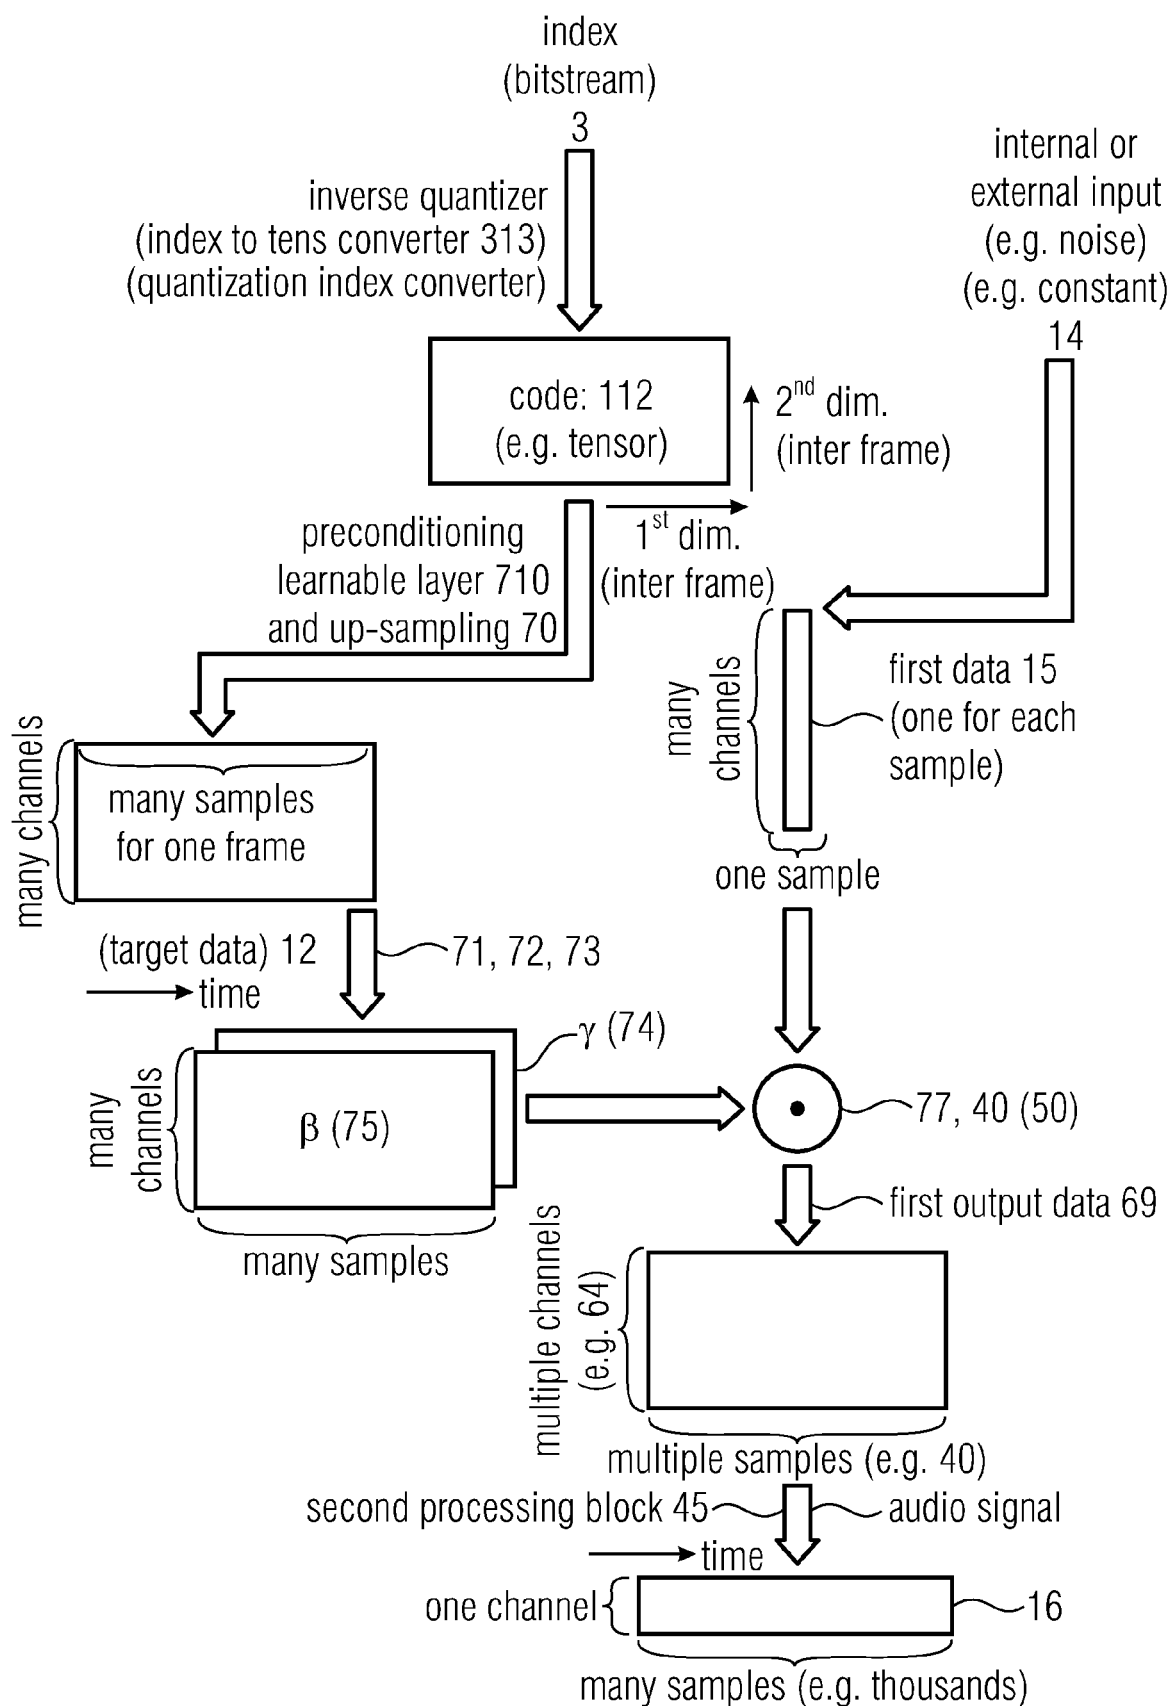 index
(bitstream)
3
inverse quantizer
(index to tens converter 313)
(quantization index converter)
internal or
external input
(e.g. noise)
(e.g. constant)
14
code: 112
(e.g. tensor)
2nd dim.
(inter frame)
1st dim.
(inter frame)
preconditioning
learnable layer 710
and up-sampling 70
many
channels
first data 15
(one for each
sample)
one sample
many channels
many samples
for one frame
(target data) 12
time
71, 72, 73
γ (74)
many
channels
β (75)
many samples
77, 40 (50)
first output data 69
multiple channels
(e.g. 64)
multiple samples (e.g. 40)
second processing block 45
audio signal
time
one channel
16
many samples (e.g. thousands)